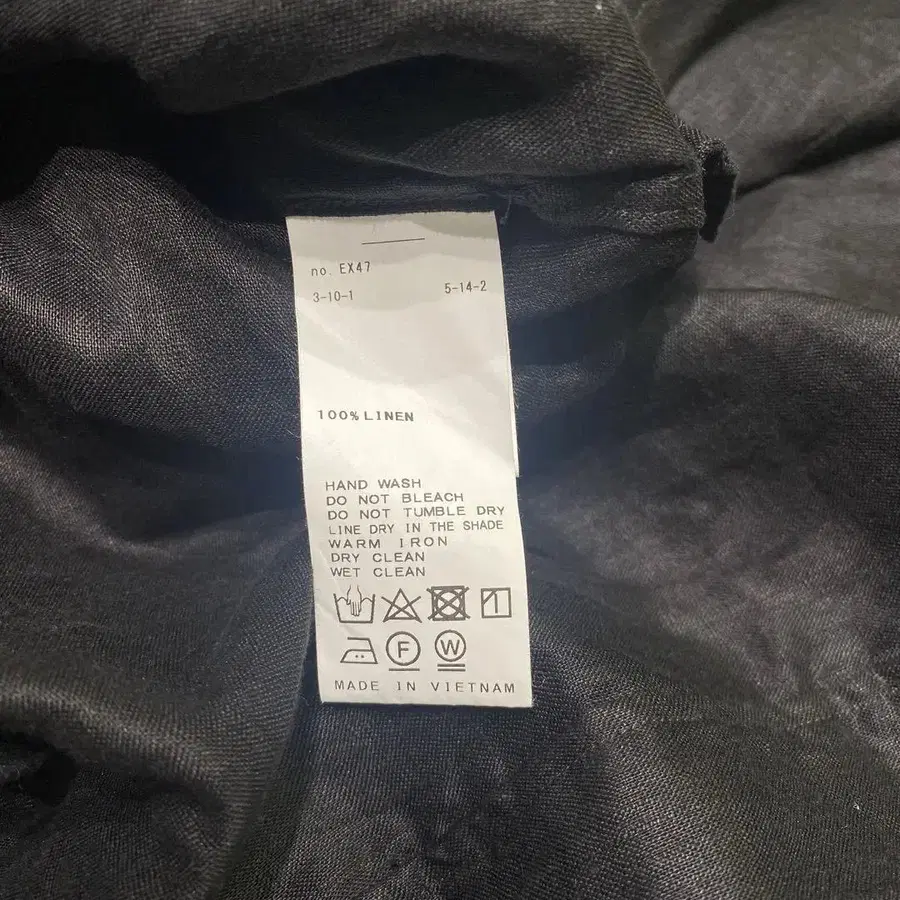 no. EX47
3-10-1 5-14-2
100% LINEN
HAND WASH
DO NOT BLEACH
DO NOT TUMBLE DRY
LINE DRY IN THE SHADE
WARM IRON
DRY CLEAN
WET CLEAN
F W
MADE IN VIETNAM